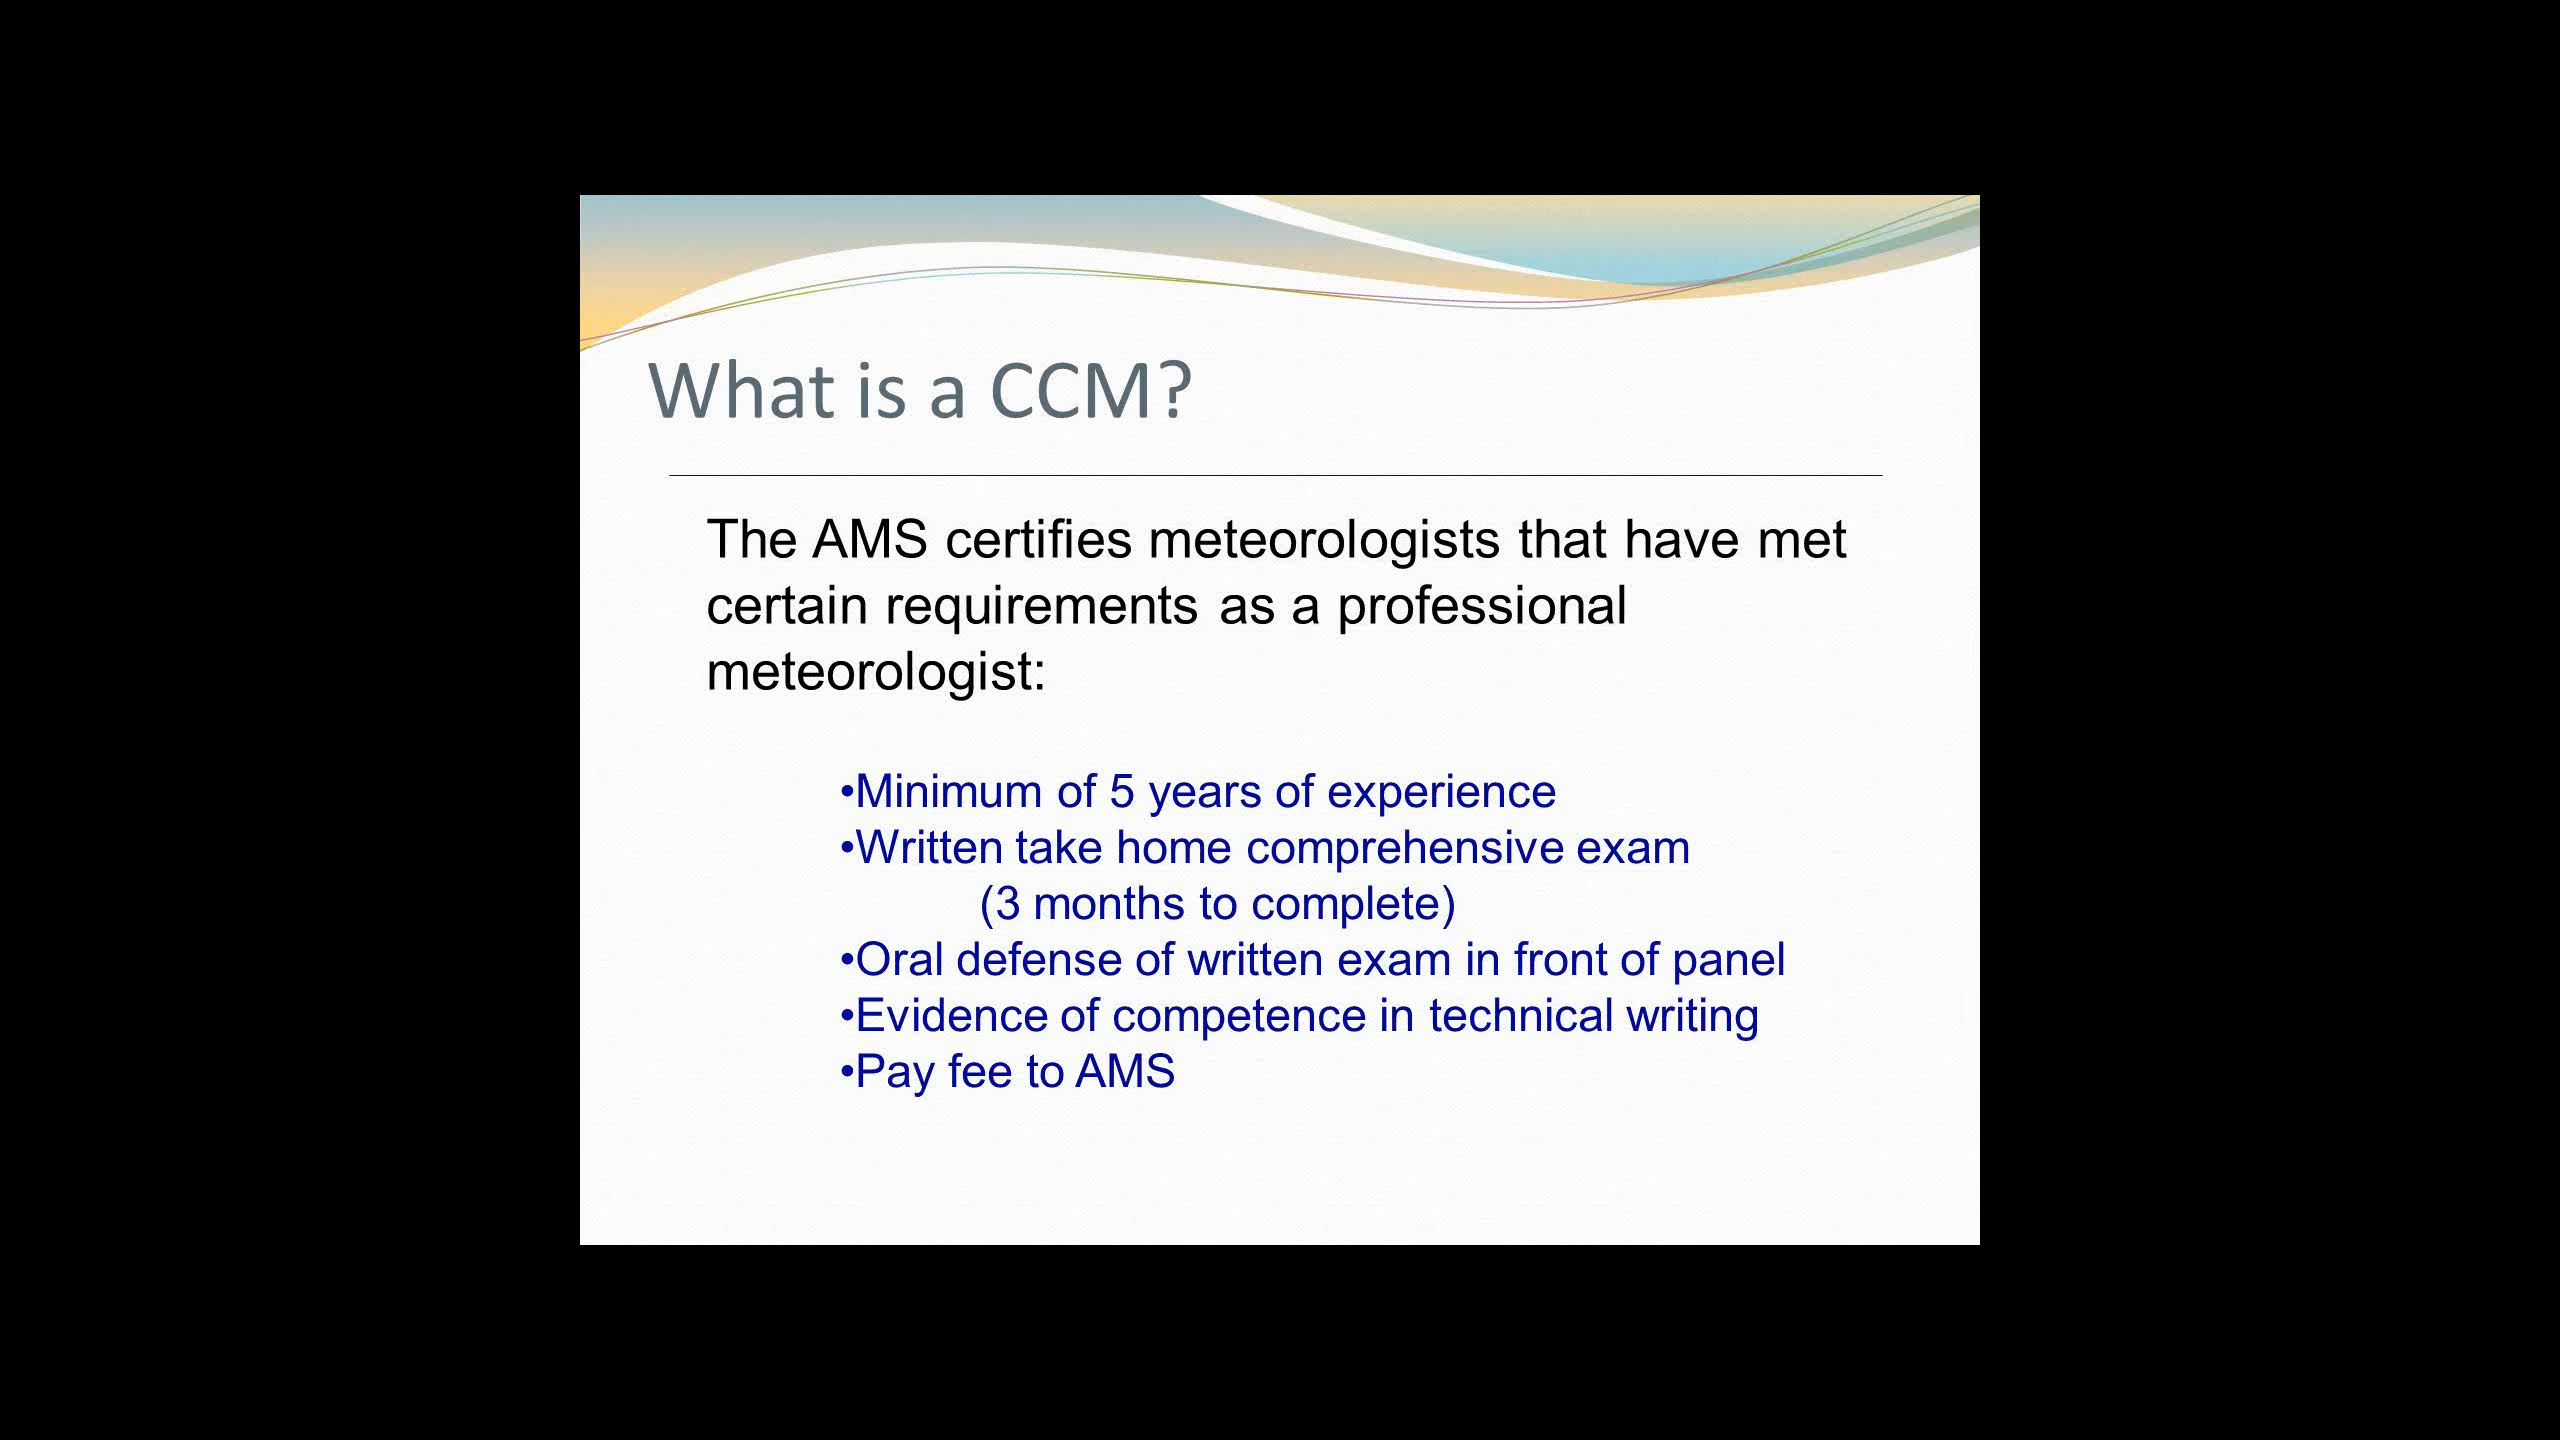 What is a CCM?
The AMS certifies meteorologists that have met
certain requirements as a professional
meteorologist:
•Minimum of 5 years of experience
•Written take home comprehensive exam
(3 months to complete)
•Oral defense of written exam in front of panel
•Evidence of competence in technical writing
•Pay fee to AMS